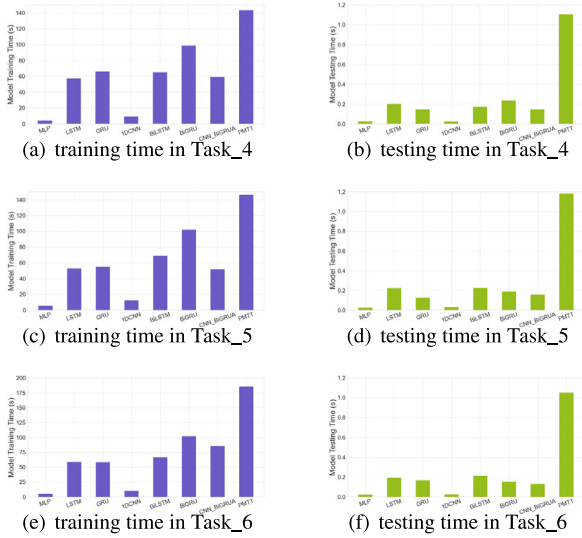 Model Training Time (s)
140
120
100
80
60
40
20
0
MLP LSTM GRU 1DCNN BiLSTM BiGRU CNN_BiGRUA PMTT
(a) training time in Task_4
Model Testing Time (s)
1.2
1.0
0.8
0.6
0.4
0.2
0.0
MLP LSTM GRU 1DCNN BiLSTM BiGRU CNN_BiGRUA PMTT
(b) testing time in Task_4
Model Training Time (s)
140
120
100
80
60
40
20
0
MLP LSTM GRU 1DCNN BiLSTM BiGRU CNN_BiGRUA PMTT
(c) training time in Task_5
Model Testing Time (s)
1.2
1.0
0.8
0.6
0.4
0.2
0.0
MLP LSTM GRU 1DCNN BiLSTM BiGRU CNN_BiGRUA PMTT
(d) testing time in Task_5
Model Training Time (s)
200
175
150
125
100
75
50
25
0
MLP LSTM GRU 1DCNN BiLSTM BiGRU CNN_BiGRUA PMTT
(e) training time in Task_6
Model Testing Time (s)
1.2
1.0
0.8
0.6
0.4
0.2
0.0
MLP LSTM GRU 1DCNN BiLSTM BiGRU CNN_BiGRUA PMTT
(f) testing time in Task_6